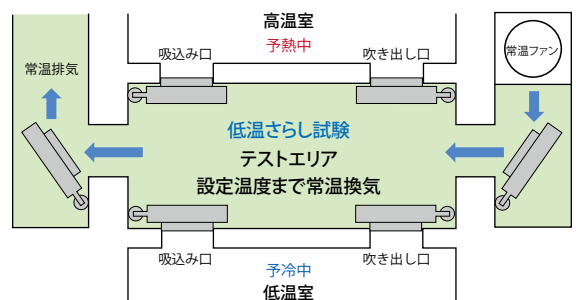 高温室
予熱中
吸込み口
吹き出し口
常温ファン
常温排気
低温さらし試験
テストエリア
設定温度まで常温換気
吸込み口
吹き出し口
予冷中
低温室